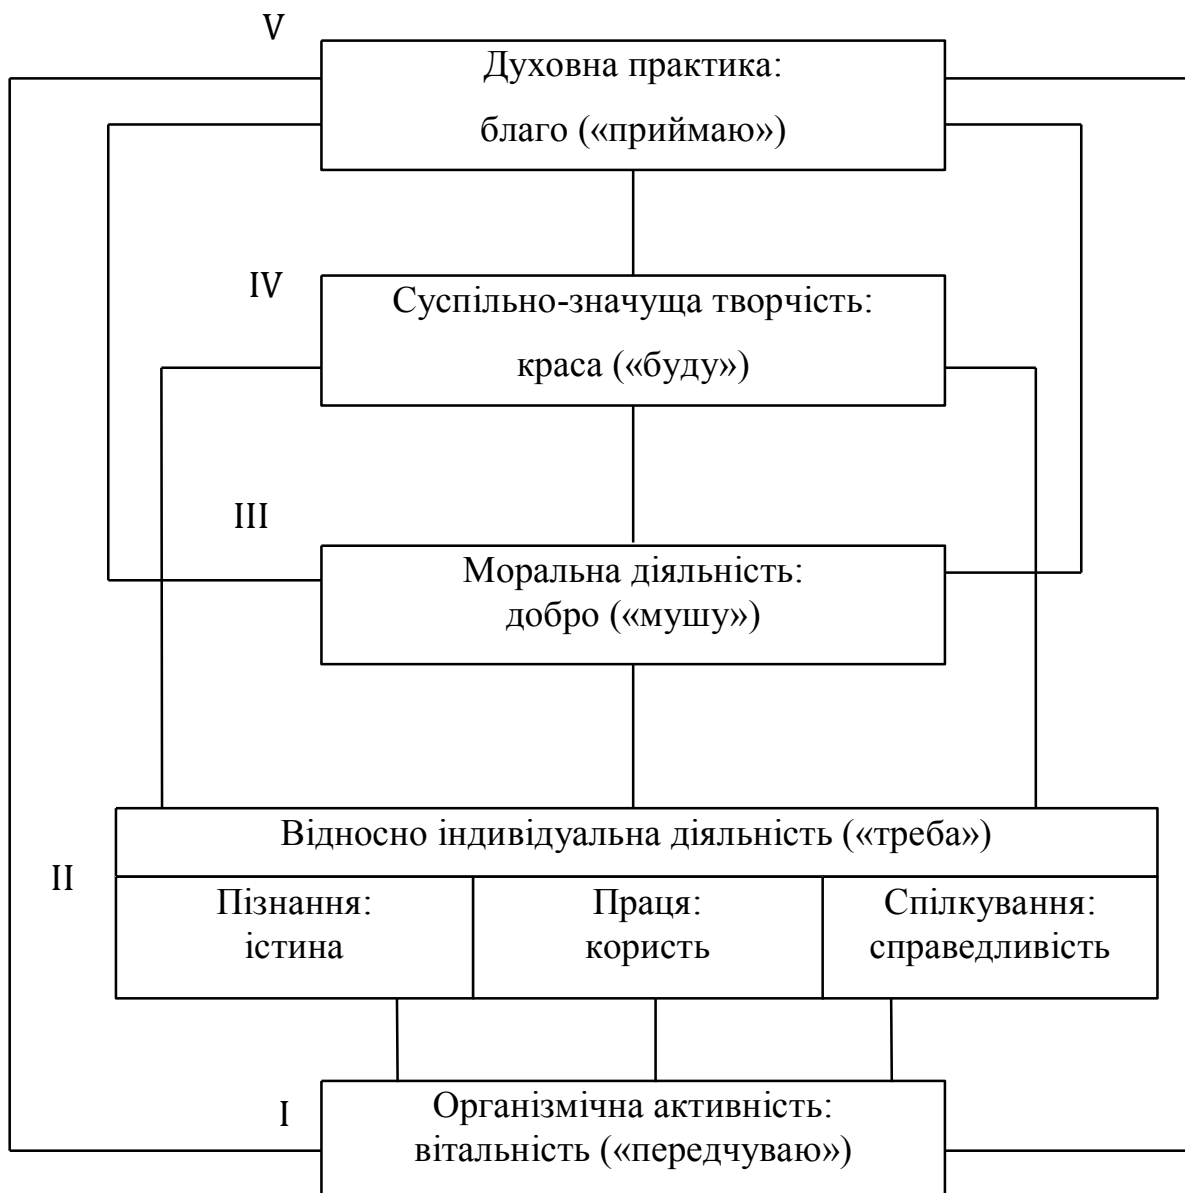 V
Духовна практика:
благо («приймаю»)
IV
Суспільно-значуща творчість:
краса («буду»)
III
Моральна діяльність:
добро («мушу»)
Відносно індивідуальна діяльність («треба»)
II
Пізнання:
істина
Праця:
користь
Спілкування:
справедливість
I
Організмічна активність:
вітальність («передчуваю»)